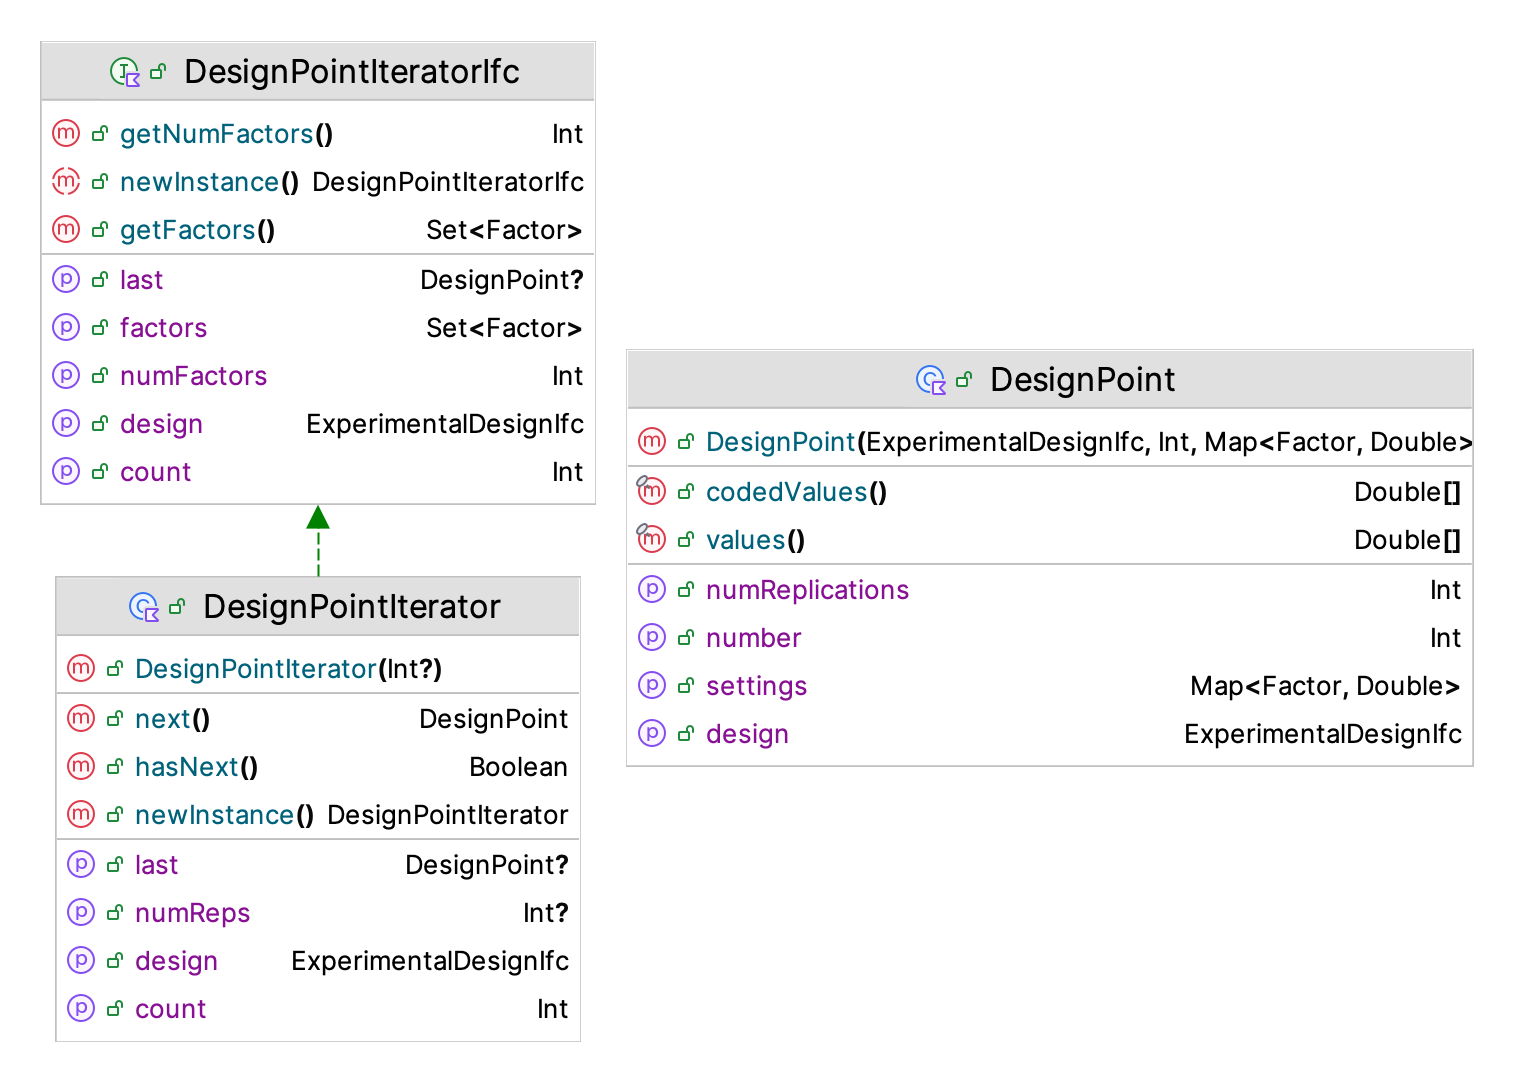 DesignPointIteratorIfc
getNumFactors() Int
newInstance() DesignPointIteratorIfc
getFactors() Set<Factor>
last DesignPoint?
factors Set<Factor>
numFactors Int
design ExperimentalDesignIfc
count Int
DesignPointIterator
DesignPointIterator(Int?)
next() DesignPoint
hasNext() Boolean
newInstance() DesignPointIterator
last DesignPoint?
numReps Int?
design ExperimentalDesignIfc
count Int
DesignPoint
DesignPoint(ExperimentalDesignIfc, Int, Map<Factor, Double>
codedValues() Double[]
values() Double[]
numReplications Int
number Int
settings Map<Factor, Double>
design ExperimentalDesignIfc